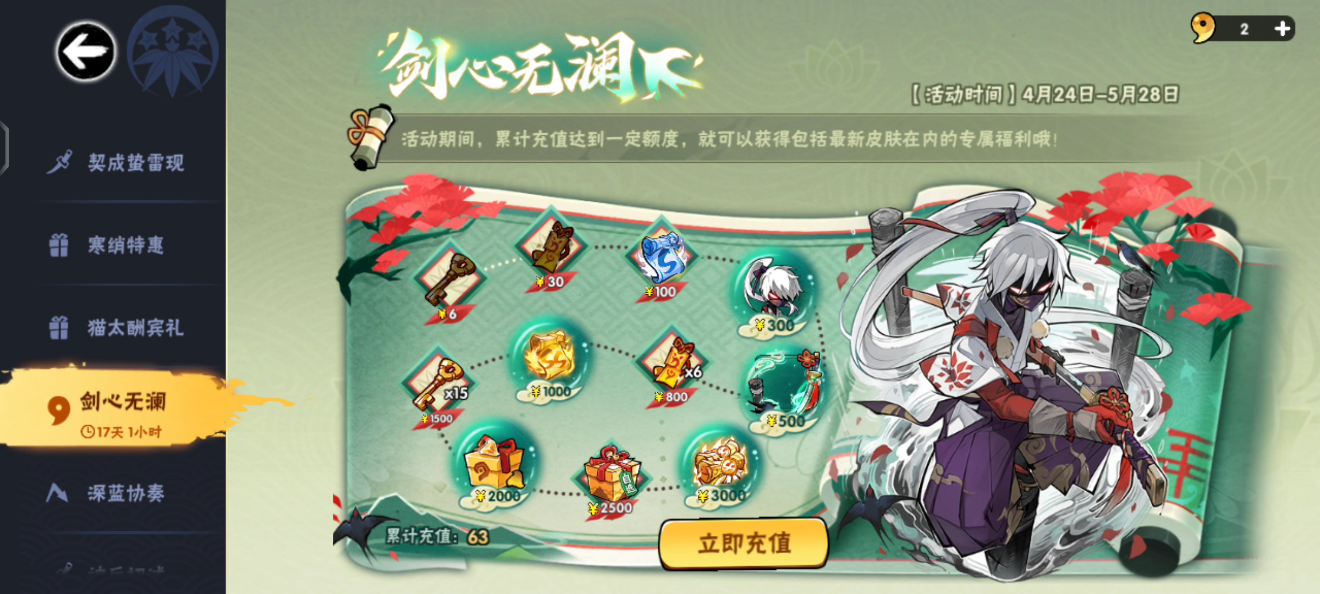 剑心无澜
2
【活动时间】4月24日-5月28日
活动期间，累计充值达到一定额度，就可以获得包括最新皮肤在内的专属福利哦！
契成蛰雷现
寒绡特惠
猫太酬宾礼
剑心无澜
17天 1小时
深蓝协奏
¥6
¥30
¥100
¥300
x15
¥1500
¥1000
x6
¥800
¥500
¥2000
¥2500
¥3000
累计充值：63
立即充值